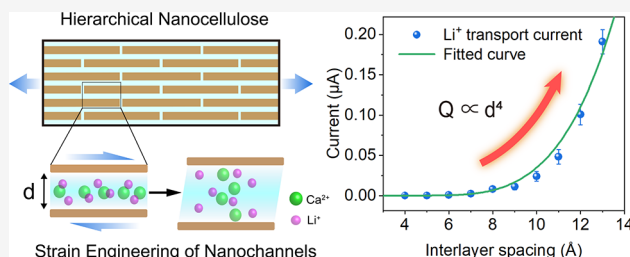 Hierarchical Nanocellulose
d
Ca²⁺
Li⁺
Strain Engineering of Nanochannels
Li⁺ transport current
Fitted curve
Q ∝ d⁴
Current (µA)
0.20
0.15
0.10
0.05
0.00
4 6 8 10 12 14
Interlayer spacing (Å)